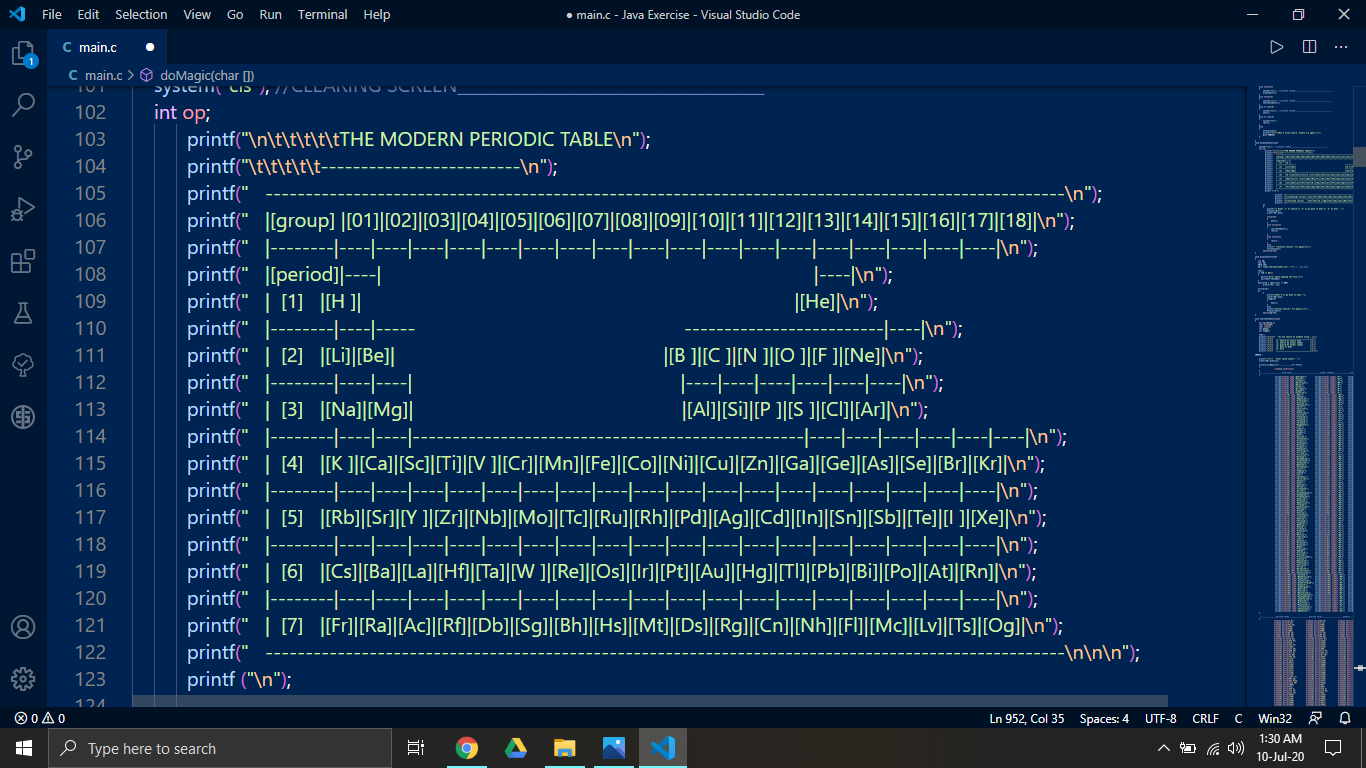 File Edit Selection View Go Run Terminal Help ● main.c - Java Exercise - Visual Studio Code
C main.c ●
C main.c > doMagic(char [])
101 system("cls"); //CLEARING SCREEN___________________________________
102 int op;
103 printf("\n\t\t\t\t\tTHE MODERN PERIODIC TABLE\n");
104 printf("\t\t\t\t\t-------------------------\n");
105 printf("   ----------------------------------------------------------------------------------------------------\n");
106 printf("   |[group] |[01]|[02]|[03]|[04]|[05]|[06]|[07]|[08]|[09]|[10]|[11]|[12]|[13]|[14]|[15]|[16]|[17]|[18]|\n");
107 printf("   |--------|----|----|----|----|----|----|----|----|----|----|----|----|----|----|----|----|----|----|\n");
108 printf("   |[period]|----|                                                                                |----|\n");
109 printf("   |  [1]   |[H ]|                                                                                |[He]|\n");
110 printf("   |--------|----|-----                                                  -------------------------|----|\n");
111 printf("   |  [2]   |[Li]|[Be]|                                                  |[B ]|[C ]|[N ]|[O ]|[F ]|[Ne]|\n");
112 printf("   |--------|----|----|                                                  |----|----|----|----|----|----|\n");
113 printf("   |  [3]   |[Na]|[Mg]|                                                  |[Al]|[Si]|[P ]|[S ]|[Cl]|[Ar]|\n");
114 printf("   |--------|----|----|-------------------------------------------------|----|----|----|----|----|----|\n");
115 printf("   |  [4]   |[K ]|[Ca]|[Sc]|[Ti]|[V ]|[Cr]|[Mn]|[Fe]|[Co]|[Ni]|[Cu]|[Zn]|[Ga]|[Ge]|[As]|[Se]|[Br]|[Kr]|\n");
116 printf("   |--------|----|----|----|----|----|----|----|----|----|----|----|----|----|----|----|----|----|----|\n");
117 printf("   |  [5]   |[Rb]|[Sr]|[Y ]|[Zr]|[Nb]|[Mo]|[Tc]|[Ru]|[Rh]|[Pd]|[Ag]|[Cd]|[In]|[Sn]|[Sb]|[Te]|[I ]|[Xe]|\n");
118 printf("   |--------|----|----|----|----|----|----|----|----|----|----|----|----|----|----|----|----|----|----|\n");
119 printf("   |  [6]   |[Cs]|[Ba]|[La]|[Hf]|[Ta]|[W ]|[Re]|[Os]|[Ir]|[Pt]|[Au]|[Hg]|[Tl]|[Pb]|[Bi]|[Po]|[At]|[Rn]|\n");
120 printf("   |--------|----|----|----|----|----|----|----|----|----|----|----|----|----|----|----|----|----|----|\n");
121 printf("   |  [7]   |[Fr]|[Ra]|[Ac]|[Rf]|[Db]|[Sg]|[Bh]|[Hs]|[Mt]|[Ds]|[Rg]|[Cn]|[Nh]|[Fl]|[Mc]|[Lv]|[Ts]|[Og]|\n");
122 printf("   ----------------------------------------------------------------------------------------------------\n\n\n");
123 printf ("\n");
124
1
0 0 Ln 952, Col 35 Spaces: 4 UTF-8 CRLF C Win32
Type here to search
1:30 AM
10-Jul-20